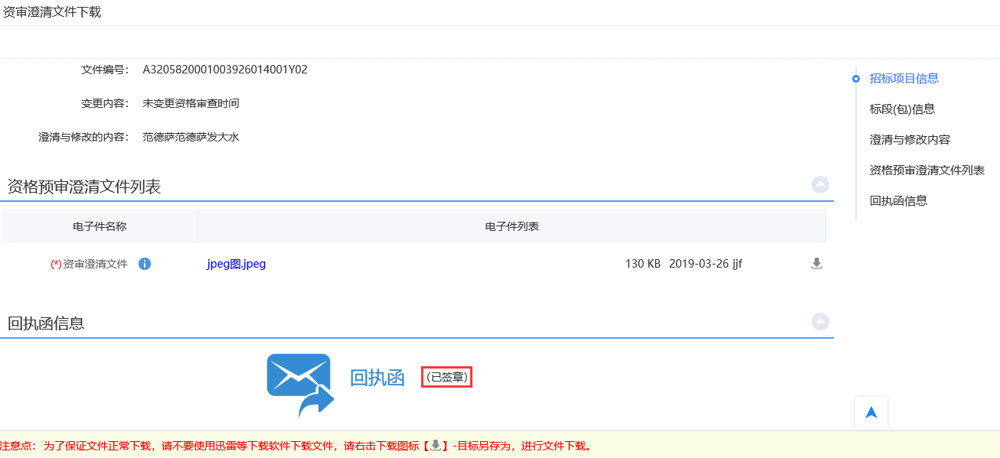 资审澄清文件下载
文件编号： A3205820001003926014001Y02
变更内容： 未变更资格审查时间
澄清与修改的内容： 范德萨范德萨发大水
资格预审澄清文件列表
电子件名称 电子件列表
(*)资审澄清文件 jpeg图.jpeg 130 KB 2019-03-26 jjf
回执函信息
回执函 (已签章)
招标项目信息
标段(包)信息
澄清与修改内容
资格预审澄清文件列表
回执函信息
注意点：为了保证文件正常下载，请不要使用迅雷等下载软件下载文件，请右击下载图标【】-目标另存为，进行文件下载。